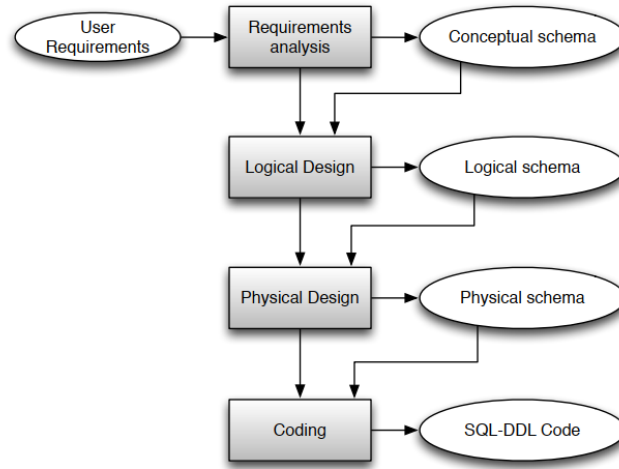 User
Requirements
Requirements
analysis
Conceptual schema
Logical Design
Logical schema
Physical Design
Physical schema
Coding
SQL-DDL Code